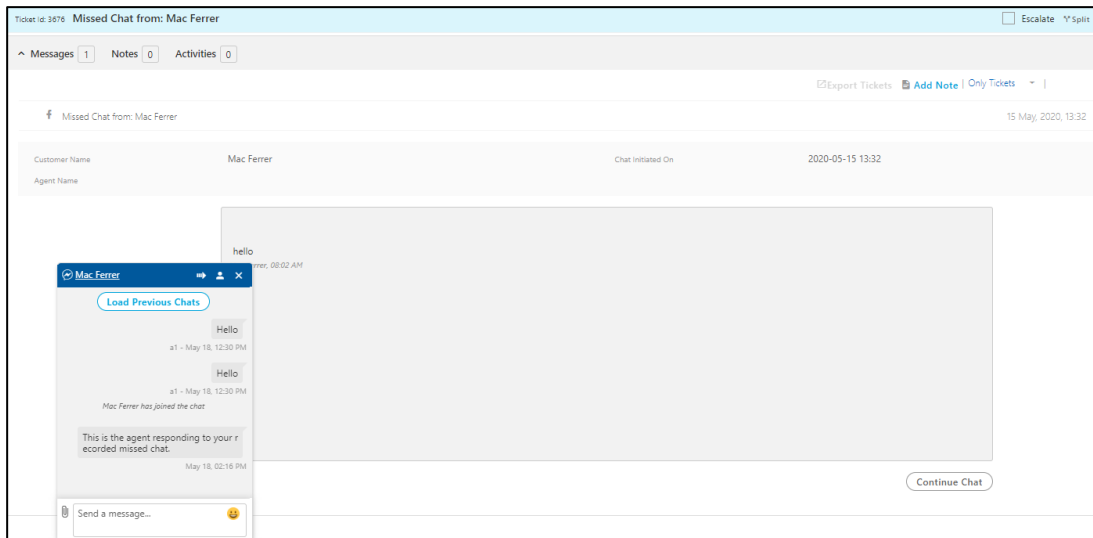 Ticket Id: 3676 Missed Chat from: Mac Ferrer
Escalate Split
Messages 1 Notes 0 Activities 0
Export Tickets Add Note | Only Tickets |
Missed Chat from: Mac Ferrer 15 May, 2020, 13:32
Customer Name Mac Ferrer Chat Initiated On 2020-05-15 13:32
Agent Name
hello
rrer, 08:02 AM
Mac Ferrer
Load Previous Chats
Hello
a1 - May 18, 12:30 PM
Hello
a1 - May 18, 12:30 PM
Mac Ferrer has joined the chat
This is the agent responding to your r
ecorded missed chat.
May 18, 02:16 PM
Send a message...
Continue Chat